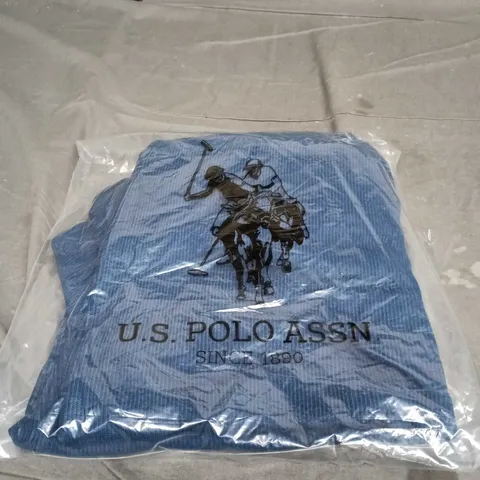 U.S. POLO ASSN.
SINCE 1890